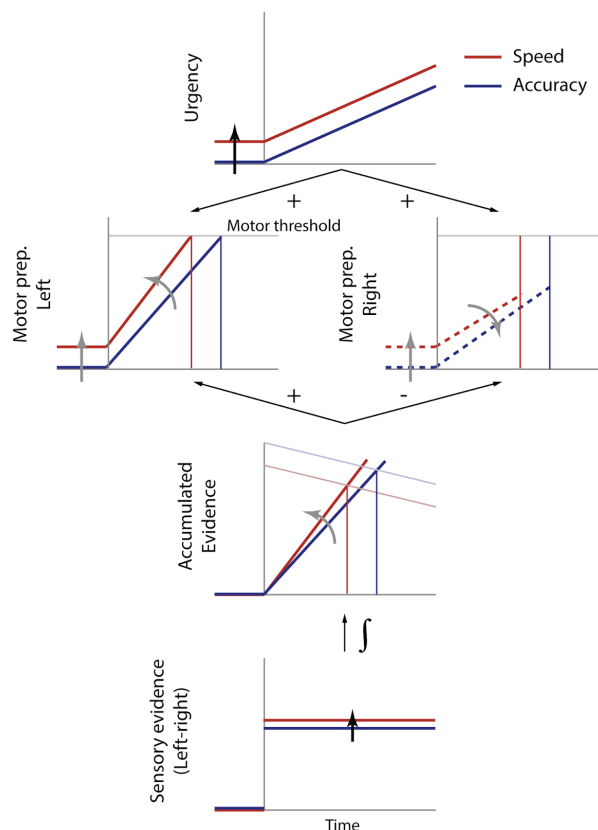 Urgency
Speed
Accuracy
+
+
Motor threshold
Motor prep.
Left
Motor prep.
Right
+
-
Accumulated
Evidence
∫
Sensory evidence
(Left-right)
Time